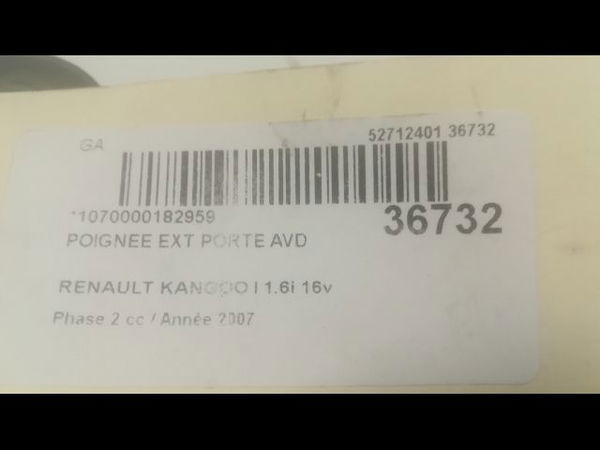 GA
52712401 36732
*1070000182959
36732
POIGNEE EXT PORTE AVD
RENAULT KANGOO I 1.6i 16v
Phase 2 cc / Année 2007